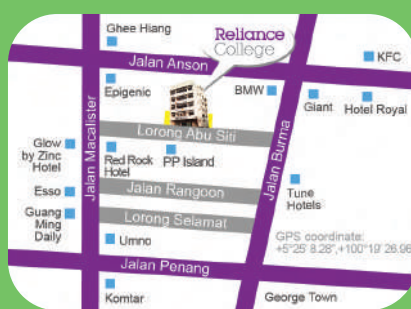 Ghee Hiang
Reliance
College
Jalan Anson
KFC
Epigenic
BMW
Giant
Hotel Royal
Lorong Abu Siti
Jalan Macalister
Jalan Burma
Glow
by Zinc
Hotel
Red Rock
Hotel
PP Island
Esso
Jalan Rangoon
Tune
Hotels
Guang
Ming
Daily
Lorong Selamat
Umno
GPS coordinate:
+5°25' 8.28",+100°19' 26.96
Jalan Penang
Komtar
George Town